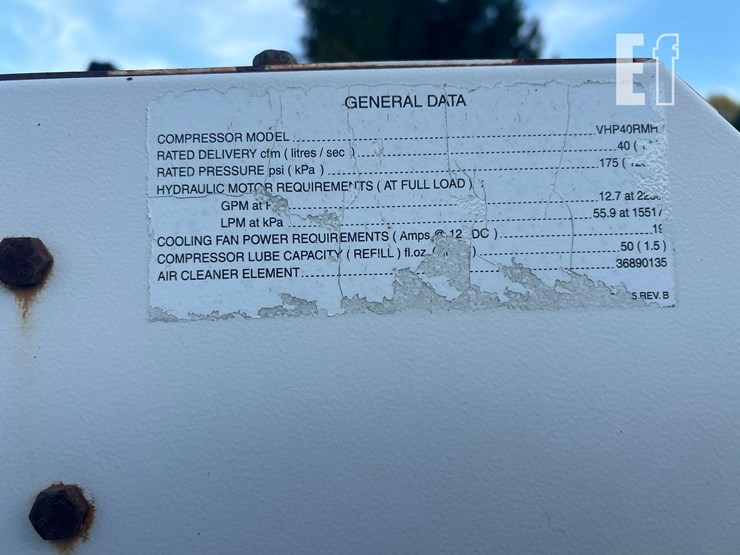 Ef
GENERAL DATA
COMPRESSOR MODEL VHP40RMH
RATED DELIVERY cfm ( litres / sec ) 40 (
RATED PRESSURE psi ( kPa ) 175 (
HYDRAULIC MOTOR REQUIREMENTS ( AT FULL LOAD ) :
GPM at 12.7 at
LPM at kPa 55.9 at 15517
COOLING FAN POWER REQUIREMENTS ( Amps @ 12 DC ) 19
COMPRESSOR LUBE CAPACITY ( REFILL ) fl.oz. 50 ( 1.5 )
AIR CLEANER ELEMENT 36890135
REV. B